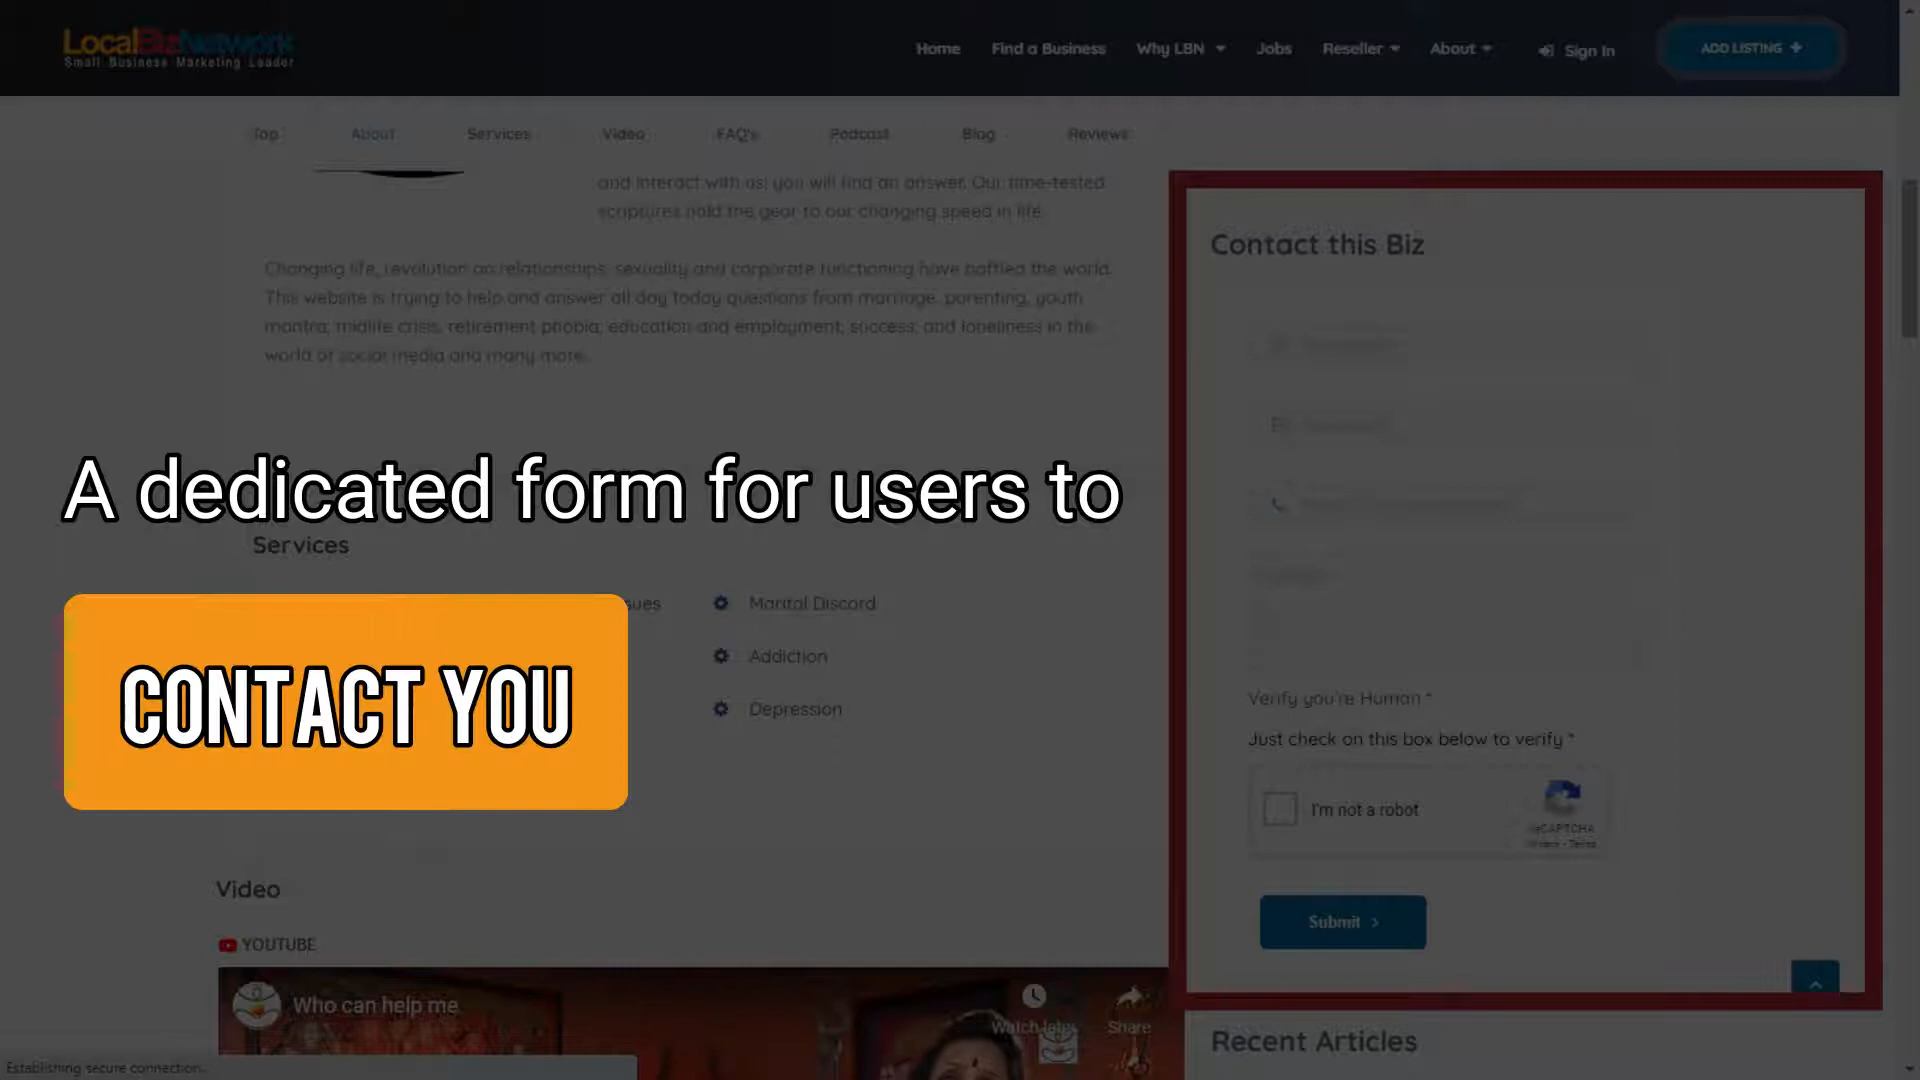 LocalBizNetwork
Small Business Marketing Leader
Home Find a Business Why LBN Jobs Reseller About Sign In ADD LISTING +
Top About Services Video FAQ's Podcast Blog Reviews
and interact with us; you will find an answer. Our time-tested
scriptures hold the gear to our changing speed in life.
Changing life, revolution on relationships, sexuality and corporate functioning have baffled the world.
This website is trying to help and answer all day today questions from marriage, parenting, youth
mantra, midlife crisis, retirement phobia, education and employment, success, and loneliness in the
world of social media and many more.
A dedicated form for users to
CONTACT YOU
Services
sues
Marital Discord
Addiction
Depression
Video
YOUTUBE
Who can help me
Watch later
Share
Establishing secure connection...
Contact this Biz
Verify you're Human *
Just check on this box below to verify *
I'm not a robot
reCAPTCHA
Privacy - Terms
Submit >
Recent Articles